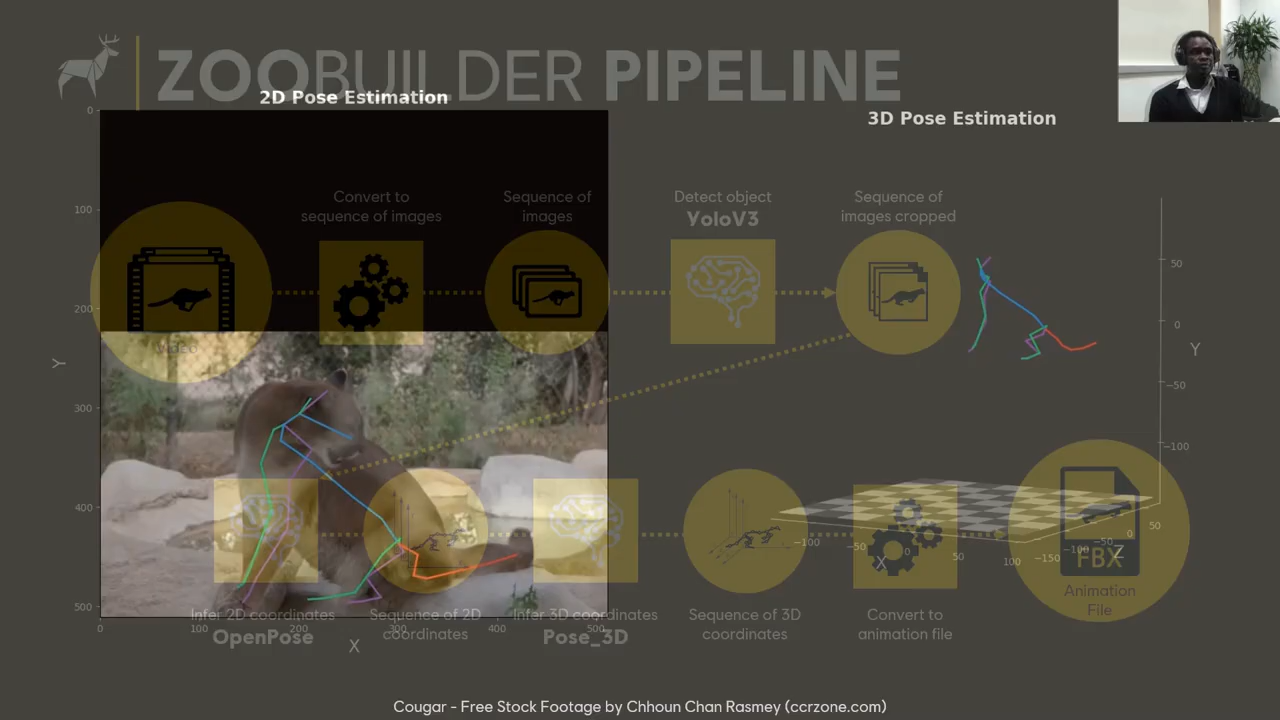 ZOOBUILDER PIPELINE
2D Pose Estimation
3D Pose Estimation
Convert to
sequence of images
Sequence of
images
Detect object
YoloV3
Sequence of
images cropped
Video
0
100
200
300
400
500
Y
0
100
200
300
400
500
X
50
0
−50
−100
Y
−100
−50
0
50
100
X
−150
−100
−50
0
50
Z
Infer 2D coordinates
OpenPose
Sequence of 2D
coordinates
Infer 3D coordinates
Pose_3D
Sequence of 3D
coordinates
Convert to
animation file
FBX
Animation
File
Cougar - Free Stock Footage by Chhoun Chan Rasmey (ccrzone.com)